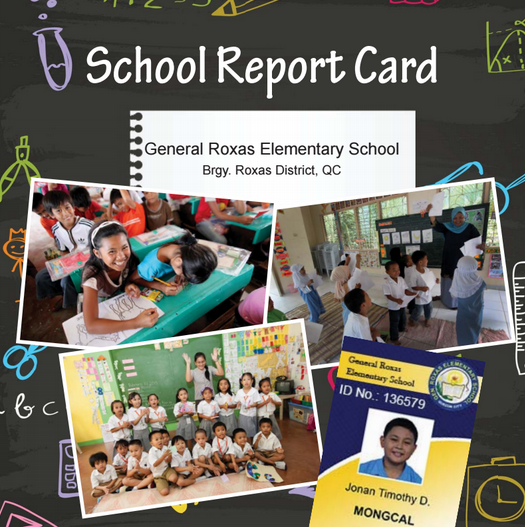 School Report Card
General Roxas Elementary School
Brgy. Roxas District, QC
b c
General Roxas
Elementary School
ID No.: 136579
Jonan Timothy D.
MONGCAL